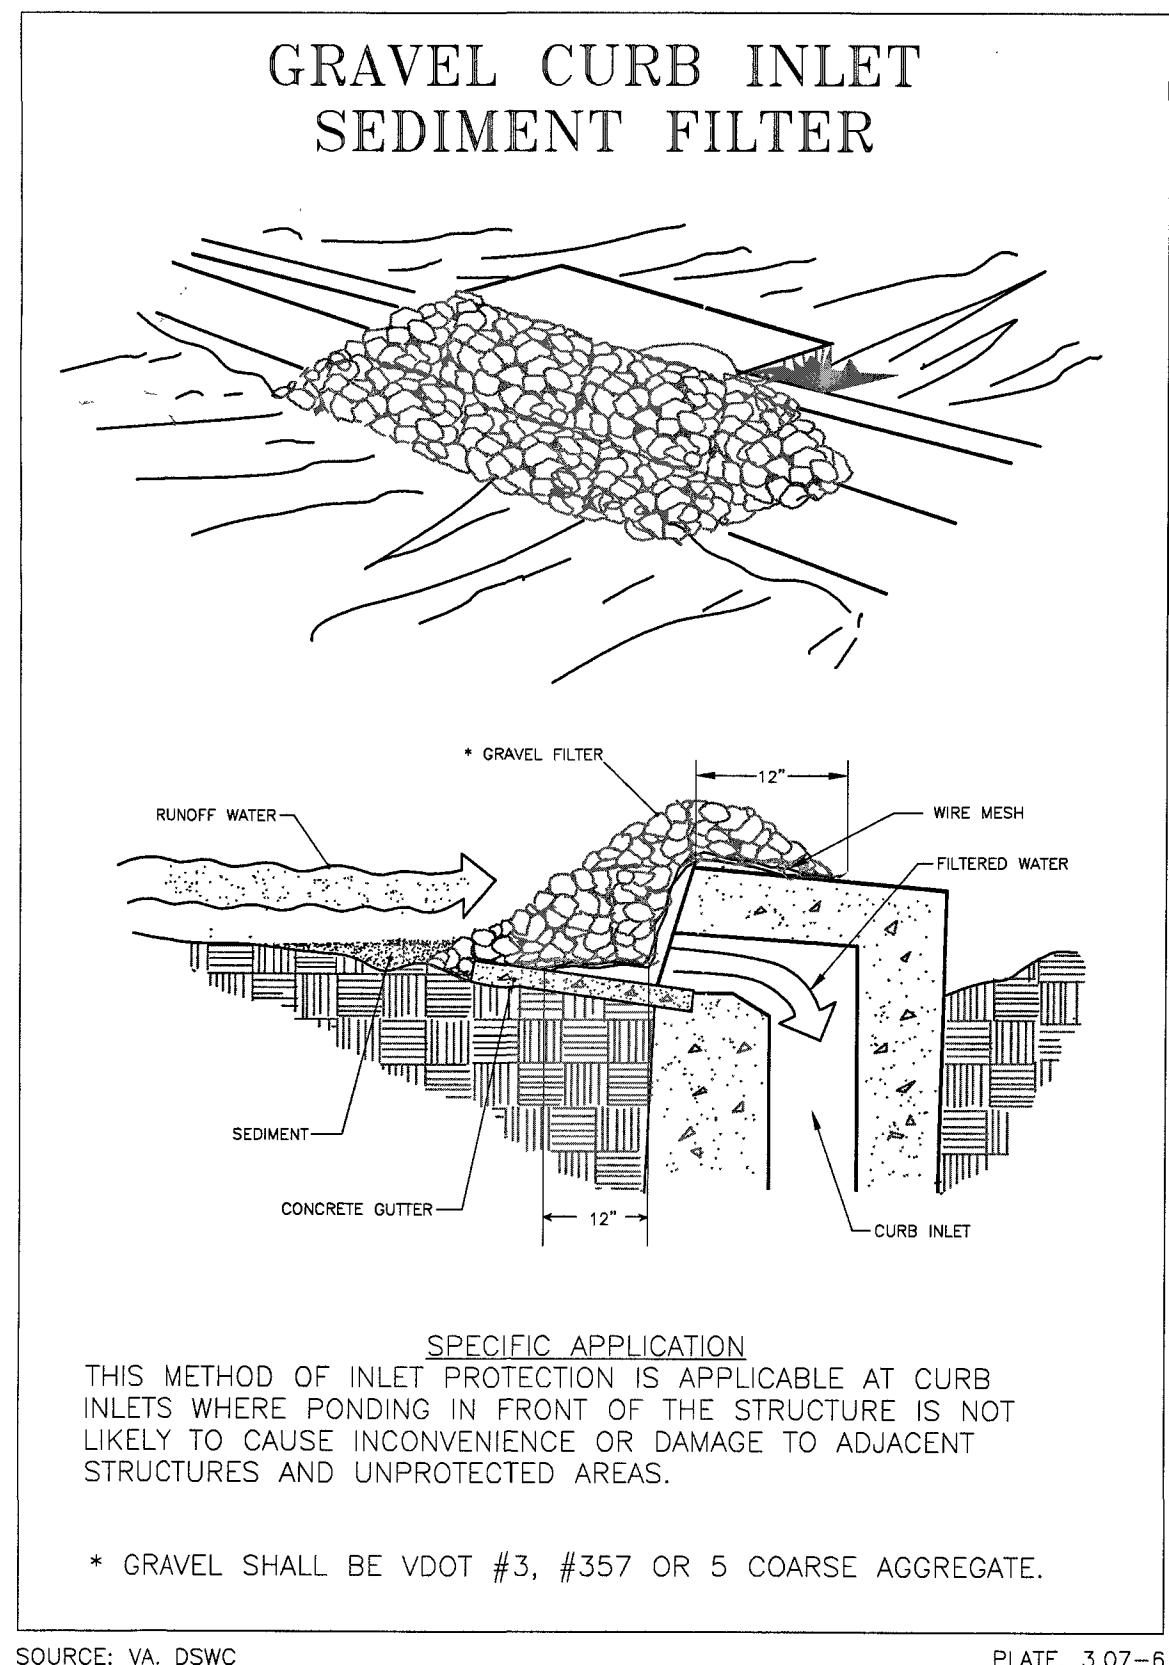 GRAVEL CURB INLET
SEDIMENT FILTER
* GRAVEL FILTER
12"
RUNOFF WATER
WIRE MESH
FILTERED WATER
SEDIMENT
CONCRETE GUTTER
12"
CURB INLET
SPECIFIC APPLICATION
THIS METHOD OF INLET PROTECTION IS APPLICABLE AT CURB
INLETS WHERE PONDING IN FRONT OF THE STRUCTURE IS NOT
LIKELY TO CAUSE INCONVENIENCE OR DAMAGE TO ADJACENT
STRUCTURES AND UNPROTECTED AREAS.
* GRAVEL SHALL BE VDOT #3, #357 OR 5 COARSE AGGREGATE.
SOURCE: VA. DSWC
PLATE 3.07-6